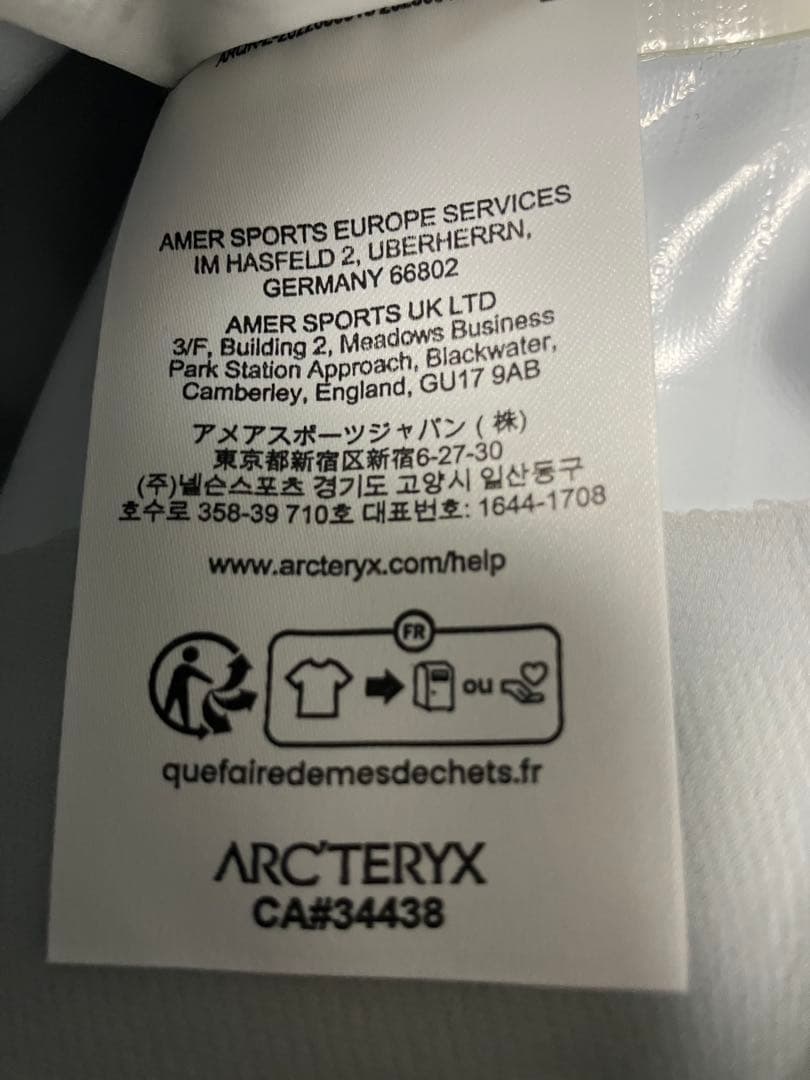 AMER SPORTS EUROPE SERVICES
IM HASFELD 2, UBERHERRN,
GERMANY 66802
AMER SPORTS UK LTD
3/F, Building 2, Meadows Business
Park Station Approach, Blackwater,
Camberley, England, GU17 9AB
アメアスポーツジャパン ( 株)
東京都新宿区新宿6-27-30
(주)넬슨스포츠 경기도 고양시 일산동구
호수로 358-39 710호 대표번호: 1644-1708
www.arcteryx.com/help
FR
ou
quefairedemesdechets.fr
ARC'TERYX
CA#34438